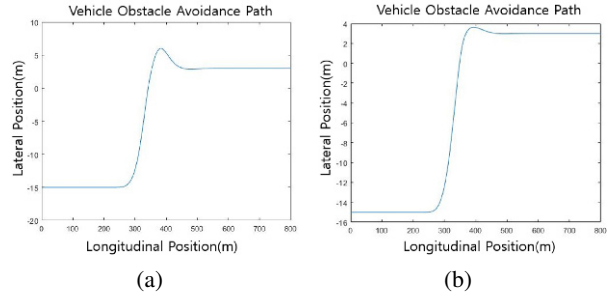 Vehicle Obstacle Avoidance Path
Lateral Position(m)
10
5
0
-5
-10
-15
-20
0 100 200 300 400 500 600 700 800
Longitudinal Position(m)
(a)
Vehicle Obstacle Avoidance Path
Lateral Position(m)
4
2
0
-2
-4
-6
-8
-10
-12
-14
-16
0 100 200 300 400 500 600 700 800
Longitudinal Position(m)
(b)